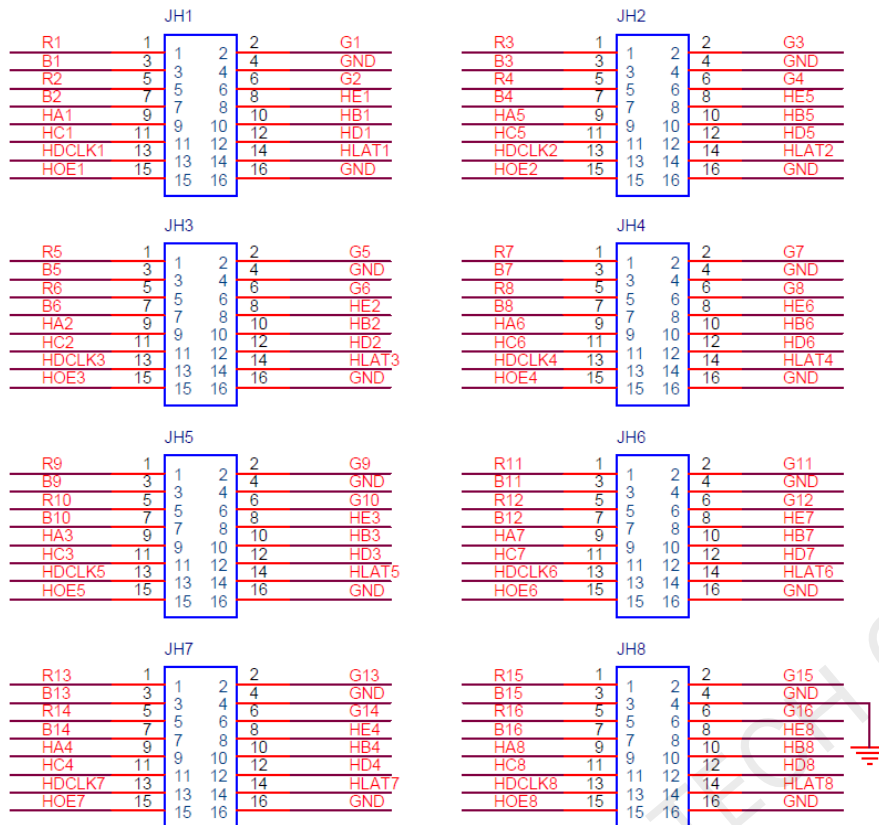 JH1 JH2
R1 1 1 2 2 G1 R3 1 1 2 2 G3
B1 3 3 4 4 GND B3 3 3 4 4 GND
R2 5 5 6 6 G2 R4 5 5 6 6 G4
B2 7 7 8 8 HE1 B4 7 7 8 8 HE5
HA1 9 9 10 10 HB1 HA5 9 9 10 10 HB5
HC1 11 11 12 12 HD1 HC5 11 11 12 12 HD5
HDCLK1 13 13 14 14 HLAT1 HDCLK2 13 13 14 14 HLAT2
HOE1 15 15 16 16 GND HOE2 15 15 16 16 GND
JH3 JH4
R5 1 1 2 2 G5 R7 1 1 2 2 G7
B5 3 3 4 4 GND B7 3 3 4 4 GND
R6 5 5 6 6 G6 R8 5 5 6 6 G8
B6 7 7 8 8 HE2 B8 7 7 8 8 HE6
HA2 9 9 10 10 HB2 HA6 9 9 10 10 HB6
HC2 11 11 12 12 HD2 HC6 11 11 12 12 HD6
HDCLK3 13 13 14 14 HLAT3 HDCLK4 13 13 14 14 HLAT4
HOE3 15 15 16 16 GND HOE4 15 15 16 16 GND
JH5 JH6
R9 1 1 2 2 G9 R11 1 1 2 2 G11
B9 3 3 4 4 GND B11 3 3 4 4 GND
R10 5 5 6 6 G10 R12 5 5 6 6 G12
B10 7 7 8 8 HE3 B12 7 7 8 8 HE7
HA3 9 9 10 10 HB3 HA7 9 9 10 10 HB7
HC3 11 11 12 12 HD3 HC7 11 11 12 12 HD7
HDCLK5 13 13 14 14 HLAT5 HDCLK6 13 13 14 14 HLAT6
HOE5 15 15 16 16 GND HOE6 15 15 16 16 GND
JH7 JH8
R13 1 1 2 2 G13 R15 1 1 2 2 G15
B13 3 3 4 4 GND B15 3 3 4 4 GND
R14 5 5 6 6 G14 R16 5 5 6 6 G16
B14 7 7 8 8 HE4 B16 7 7 8 8 HE8
HA4 9 9 10 10 HB4 HA8 9 9 10 10 HB8
HC4 11 11 12 12 HD4 HC8 11 11 12 12 HD8
HDCLK7 13 13 14 14 HLAT7 HDCLK8 13 13 14 14 HLAT8
HOE7 15 15 16 16 GND HOE8 15 15 16 16 GND
TECH